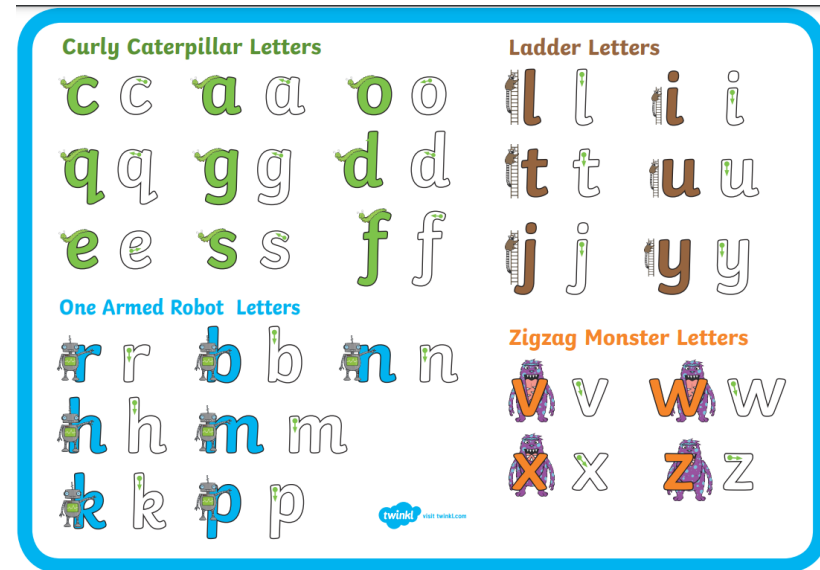 Curly Caterpillar Letters
c c a a o o
q q g g d d
e e s s f f
One Armed Robot Letters
r r b b n n
h h m m
k k p p
Ladder Letters
l l i i
t t u u
j j y y
Zigzag Monster Letters
v v w w
x x z z
twinkl visit twinkl.com